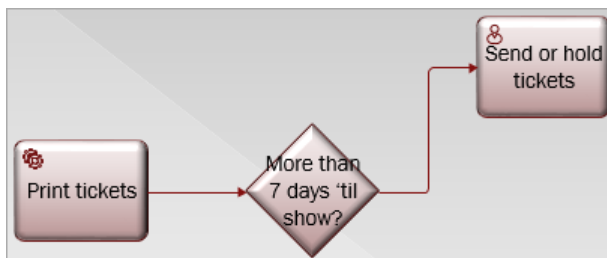 Send or hold
tickets
Print tickets
More than
7 days ‘til
show?